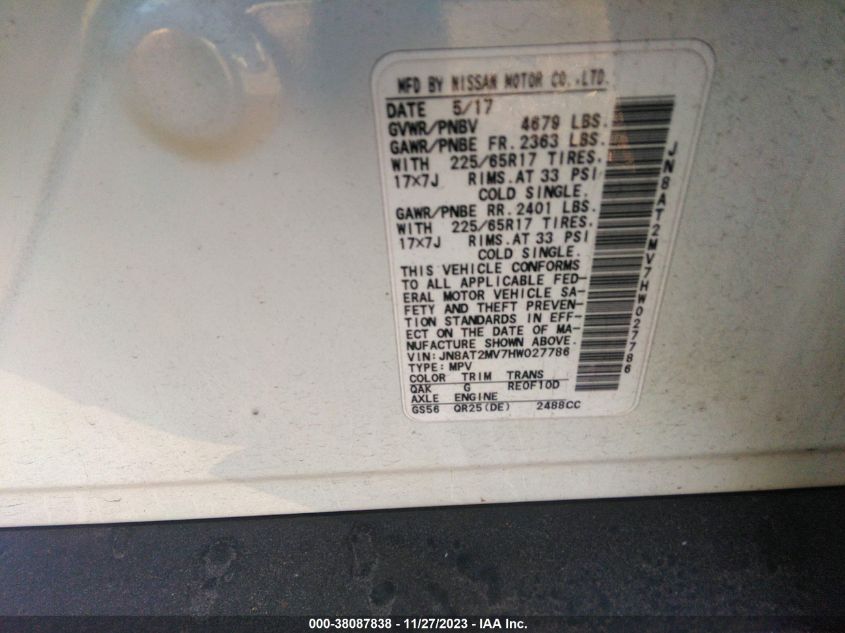 MFD BY NISSAN MOTOR CO.,LTD.
DATE 5/17
GVWR/PNBV 4679 LBS.
GAWR/PNBE FR. 2363 LBS.
WITH 225/65R17 TIRES.
17×7J RIMS.AT 33 PSI
COLD SINGLE.
GAWR/PNBE RR. 2401 LBS.
WITH 225/65R17 TIRES.
17×7J RIMS.AT 33 PSI
COLD SINGLE.
THIS VEHICLE CONFORMS
TO ALL APPLICABLE FED-
ERAL MOTOR VEHICLE SA-
FETY AND THEFT PREVEN-
TION STANDARDS IN EFF-
ECT ON THE DATE OF MA-
NUFACTURE SHOWN ABOVE.
VIN: JN8AT2MV7HW027786
TYPE: MPV
COLOR TRIM TRANS
QAK G RE0F10D
AXLE ENGINE
GS56 QR25(DE) 2488CC
JN8AT2MV7HW027786
000-38087838 - 11/27/2023 - IAA Inc.